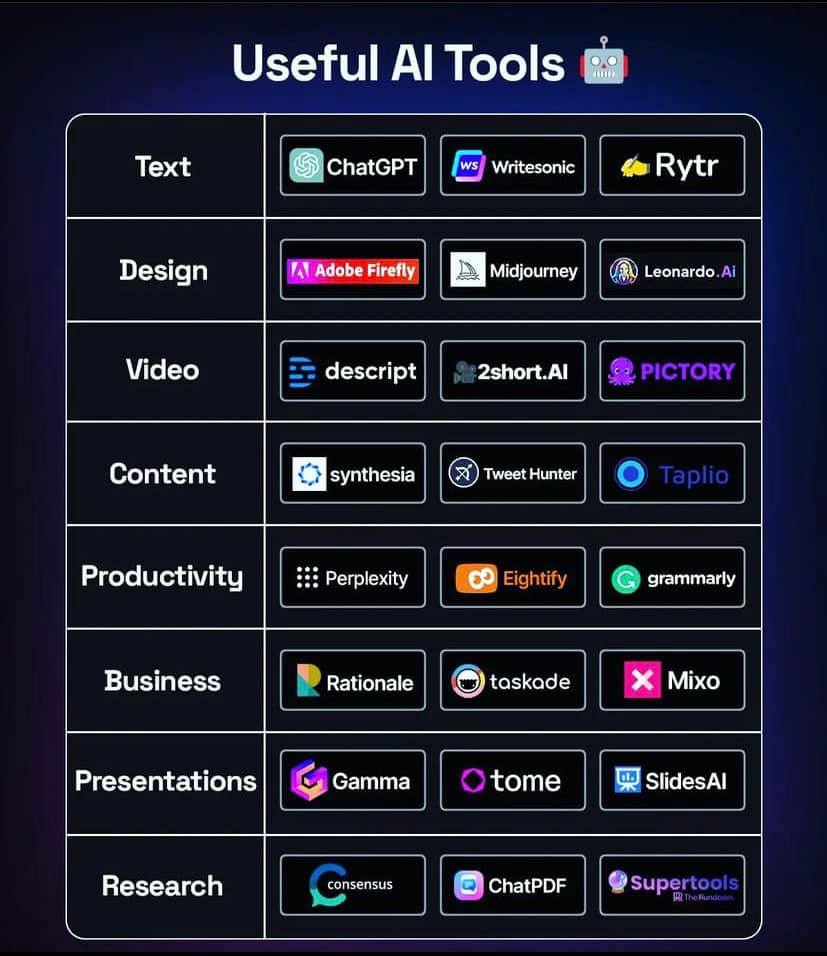 Useful AI Tools
Text
ChatGPT
ws Writesonic
Rytr
Design
Adobe Firefly
Midjourney
Leonardo.Ai
Video
descript
2short.AI
PICTORY
Content
synthesia
Tweet Hunter
Taplio
Productivity
Perplexity
Eightify
grammarly
Business
Rationale
taskade
Mixo
Presentations
Gamma
tome
SlidesAI
Research
consensus
ChatPDF
Supertools
The Rundown